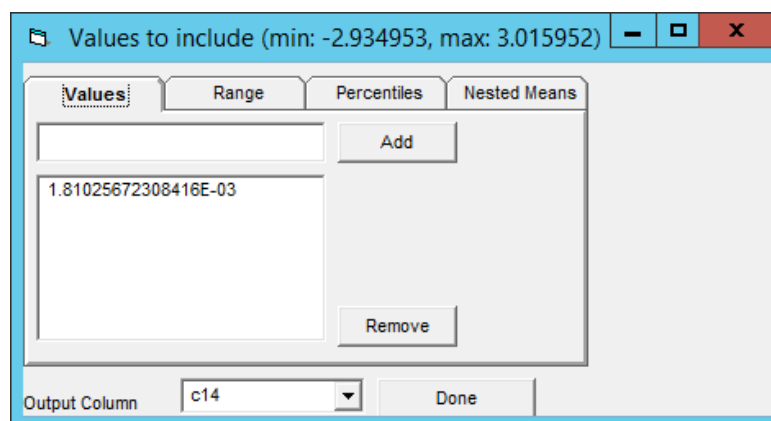 Values to include (min: -2.934953, max: 3.015952)
Values Range Percentiles Nested Means
Add
1.81025672308416E-03
Remove
Output Column c14 Done